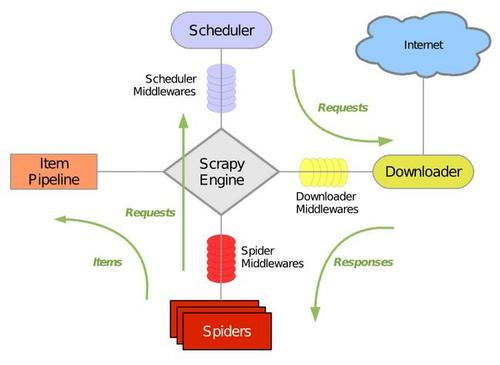 Scheduler
Internet
Scheduler
Middlewares
Requests
Item
Pipeline
Scrapy
Engine
Downloader
Downloader
Middlewares
Requests
Spider
Middlewares
Items
Responses
Spiders